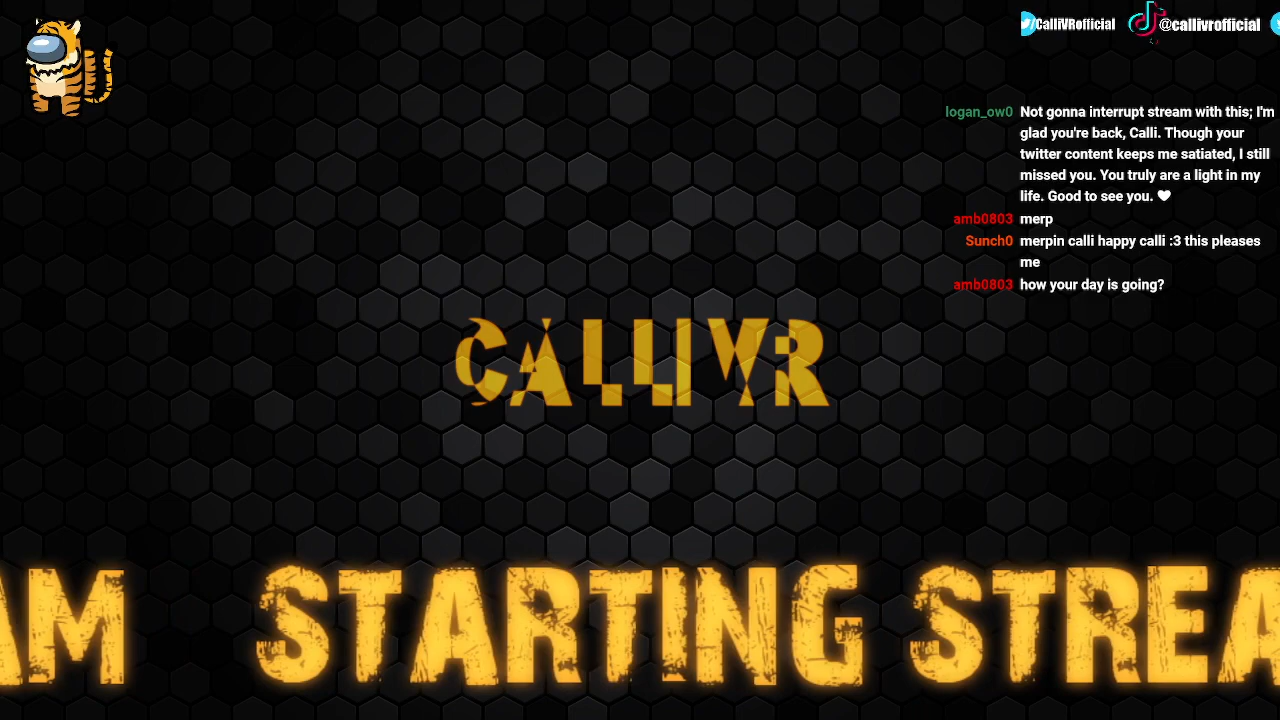 /CalliVRofficial @callivrofficial
logan_ow0 Not gonna interrupt stream with this; I'm
glad you're back, Calli. Though your
twitter content keeps me satiated, I still
missed you. You truly are a light in my
life. Good to see you. ♥
amb0803 merp
Sunch0 merpin calli happy calli :3 this pleases
me
amb0803 how your day is going?
CALLIVR
AM STARTING STREA